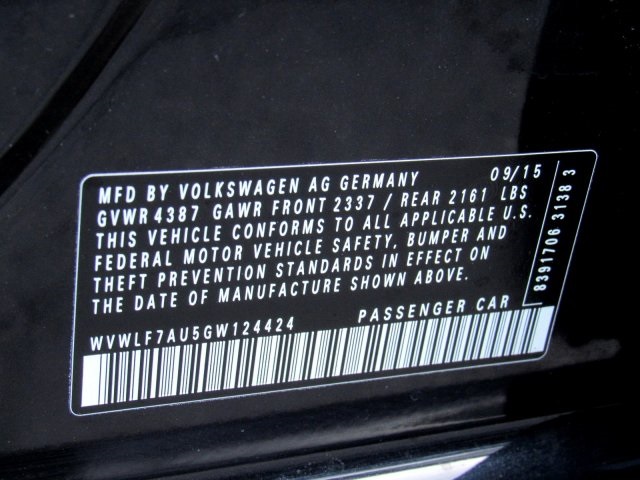 MFD BY VOLKSWAGEN AG GERMANY 09/15
GVWR 4387 GAWR FRONT 2337 / REAR 2161 LBS
THIS VEHICLE CONFORMS TO ALL APPLICABLE U.S.
FEDERAL MOTOR VEHICLE SAFETY, BUMPER AND
THEFT PREVENTION STANDARDS IN EFFECT ON
THE DATE OF MANUFACTURE SHOWN ABOVE.
WVWLF7AU5GW124424 PASSENGER CAR
8391706 3138 3